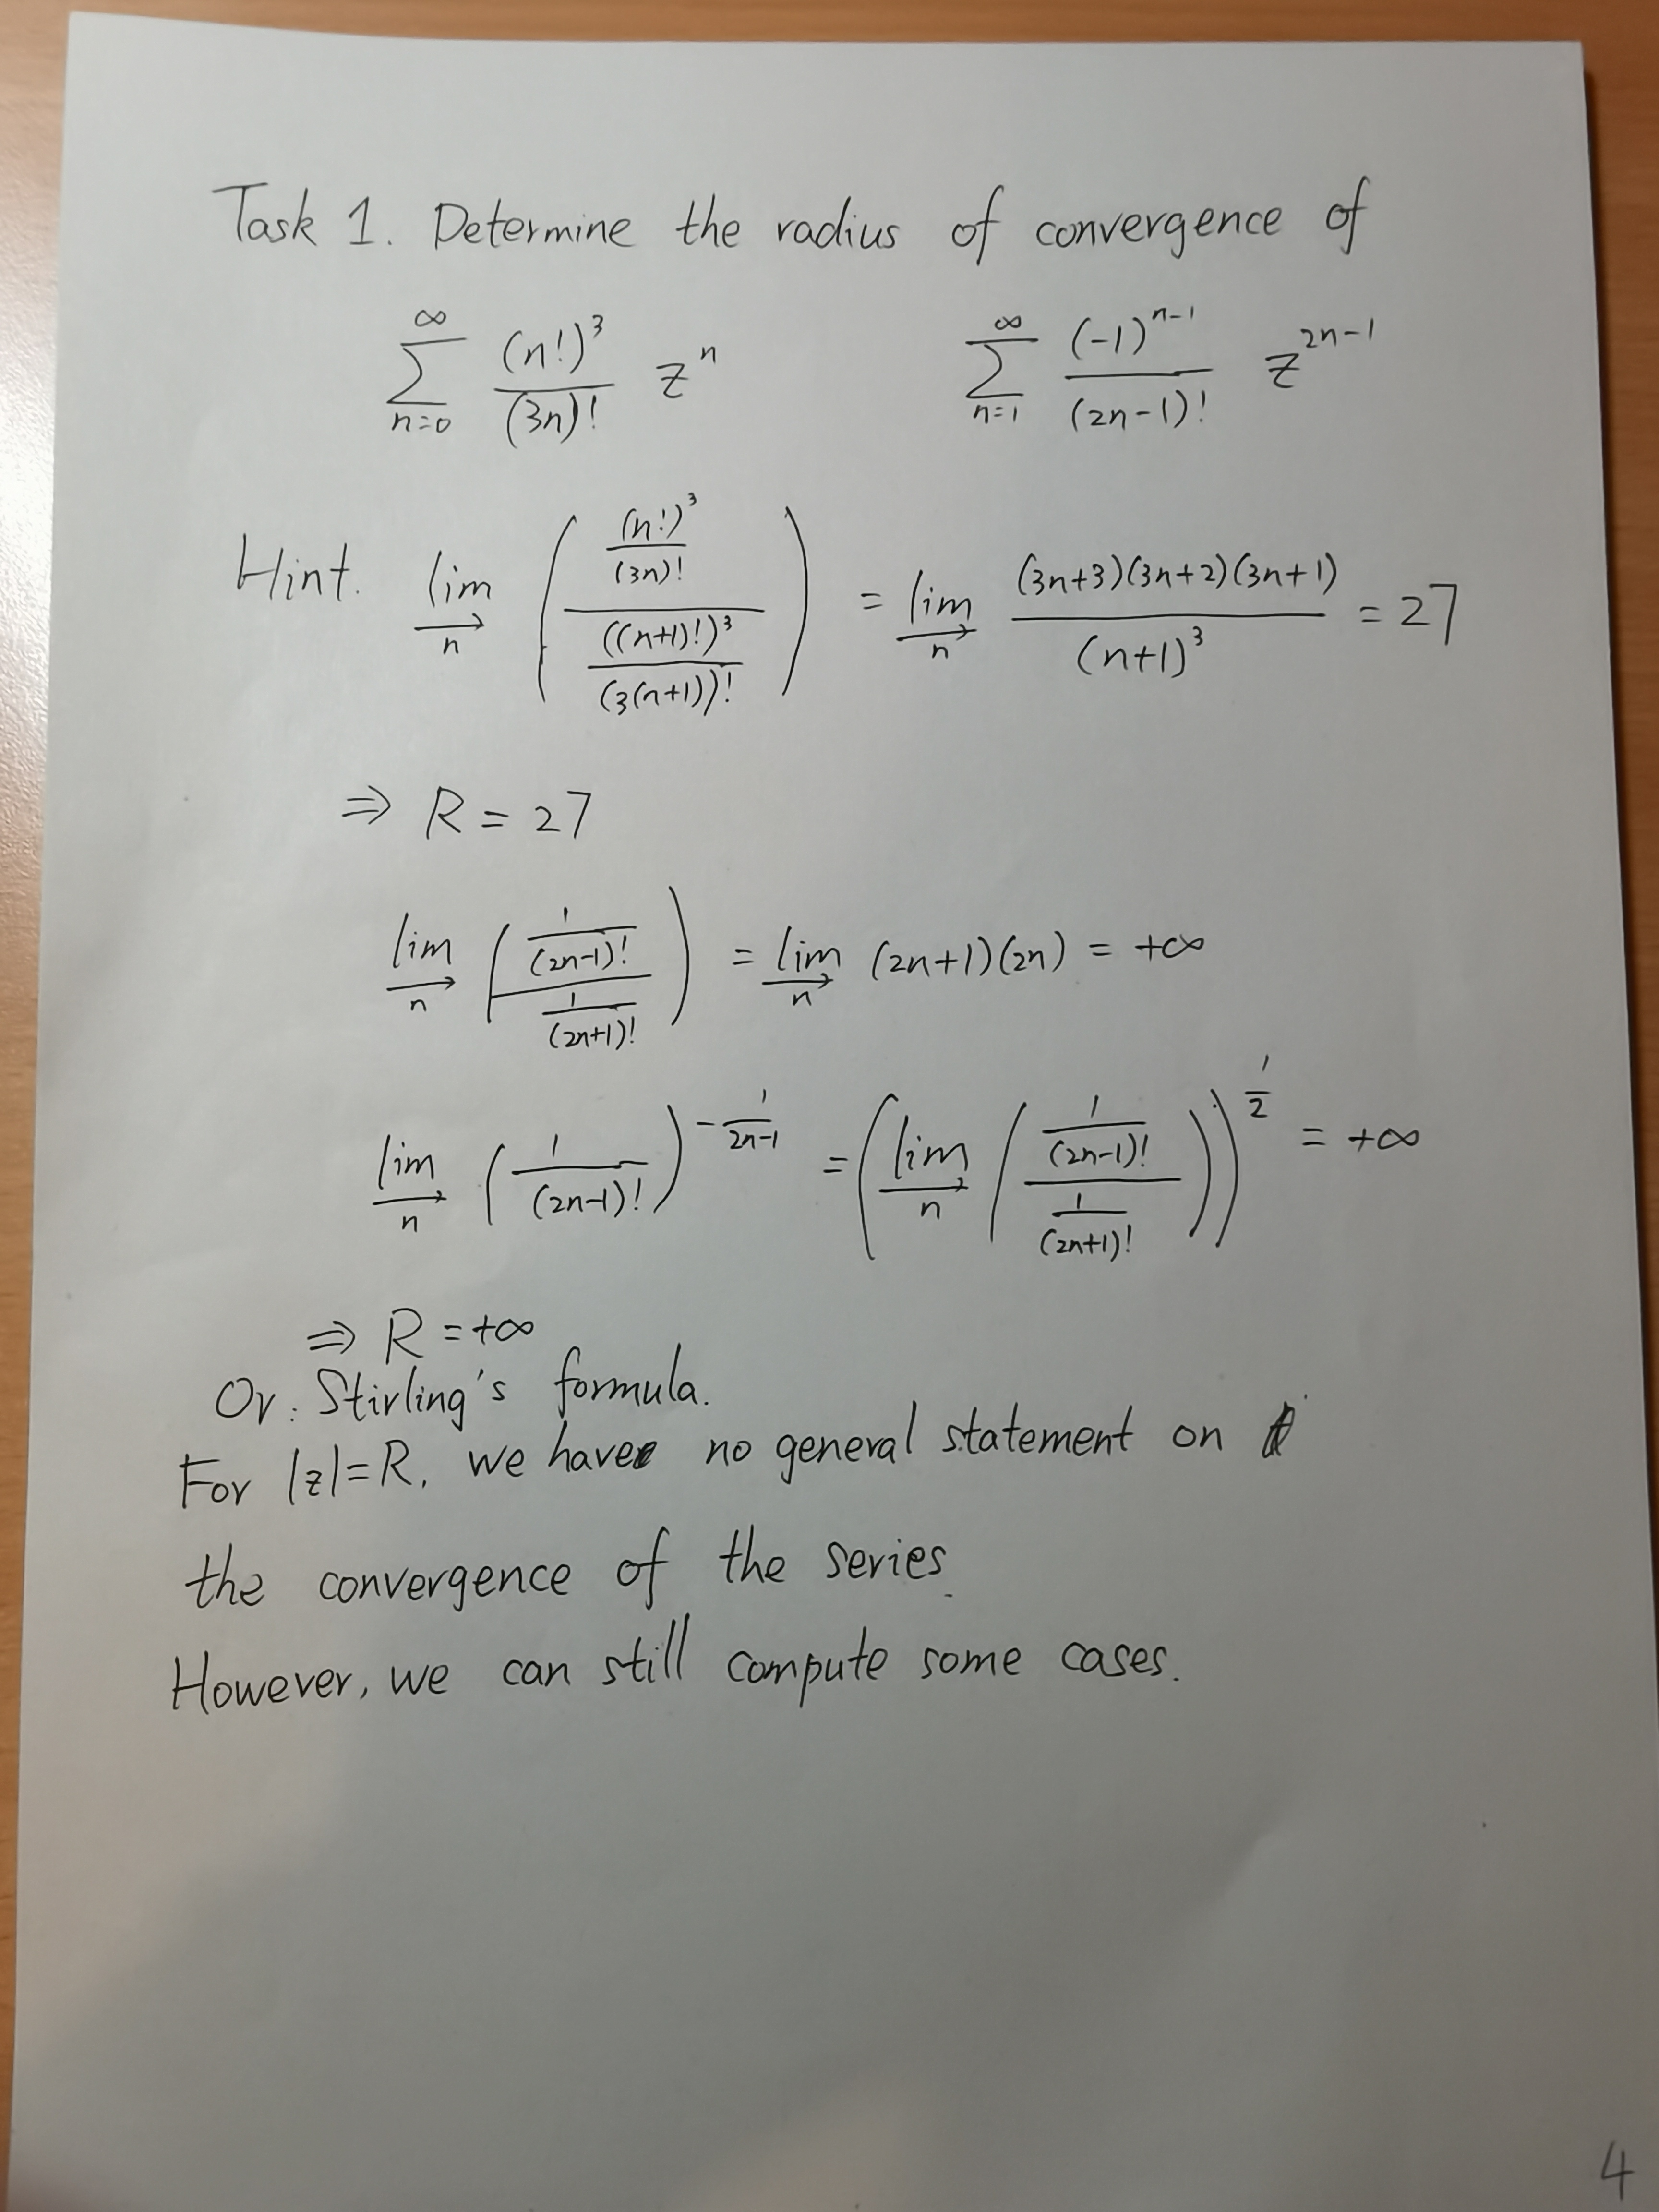 Task 1. Determine the radius of convergence of
\sum_{n=0}^{\infty} \frac{(n!)^3}{(3n)!} z^n \sum_{n=1}^{\infty} \frac{(-1)^{n-1}}{(2n-1)!} z^{2n-1}
Hint. \lim_{\overrightarrow{n}} \left( \frac{\frac{(n!)^3}{(3n)!}}{\frac{((n+1)!)^3}{(3(n+1))!}} \right) = \lim_{\overrightarrow{n}} \frac{(3n+3)(3n+2)(3n+1)}{(n+1)^3} = 27
⇒ R = 27
\lim_{\overrightarrow{n}} \left( \frac{\frac{1}{(2n-1)!}}{\frac{1}{(2n+1)!}} \right) = \lim_{\overrightarrow{n}} (2n+1)(2n) = +∞
\lim_{\overrightarrow{n}} \left( \frac{1}{(2n-1)!} \right)^{-\frac{1}{2n-1}} = \left( \lim_{\overrightarrow{n}} \left( \frac{\frac{1}{(2n-1)!}}{\frac{1}{(2n+1)!}} \right) \right)^{\frac{1}{2}} = +∞
⇒ R = +∞
Or: Stirling's formula.
For |z|=R, we have no general statement on
the convergence of the series.
However, we can still compute some cases.
4